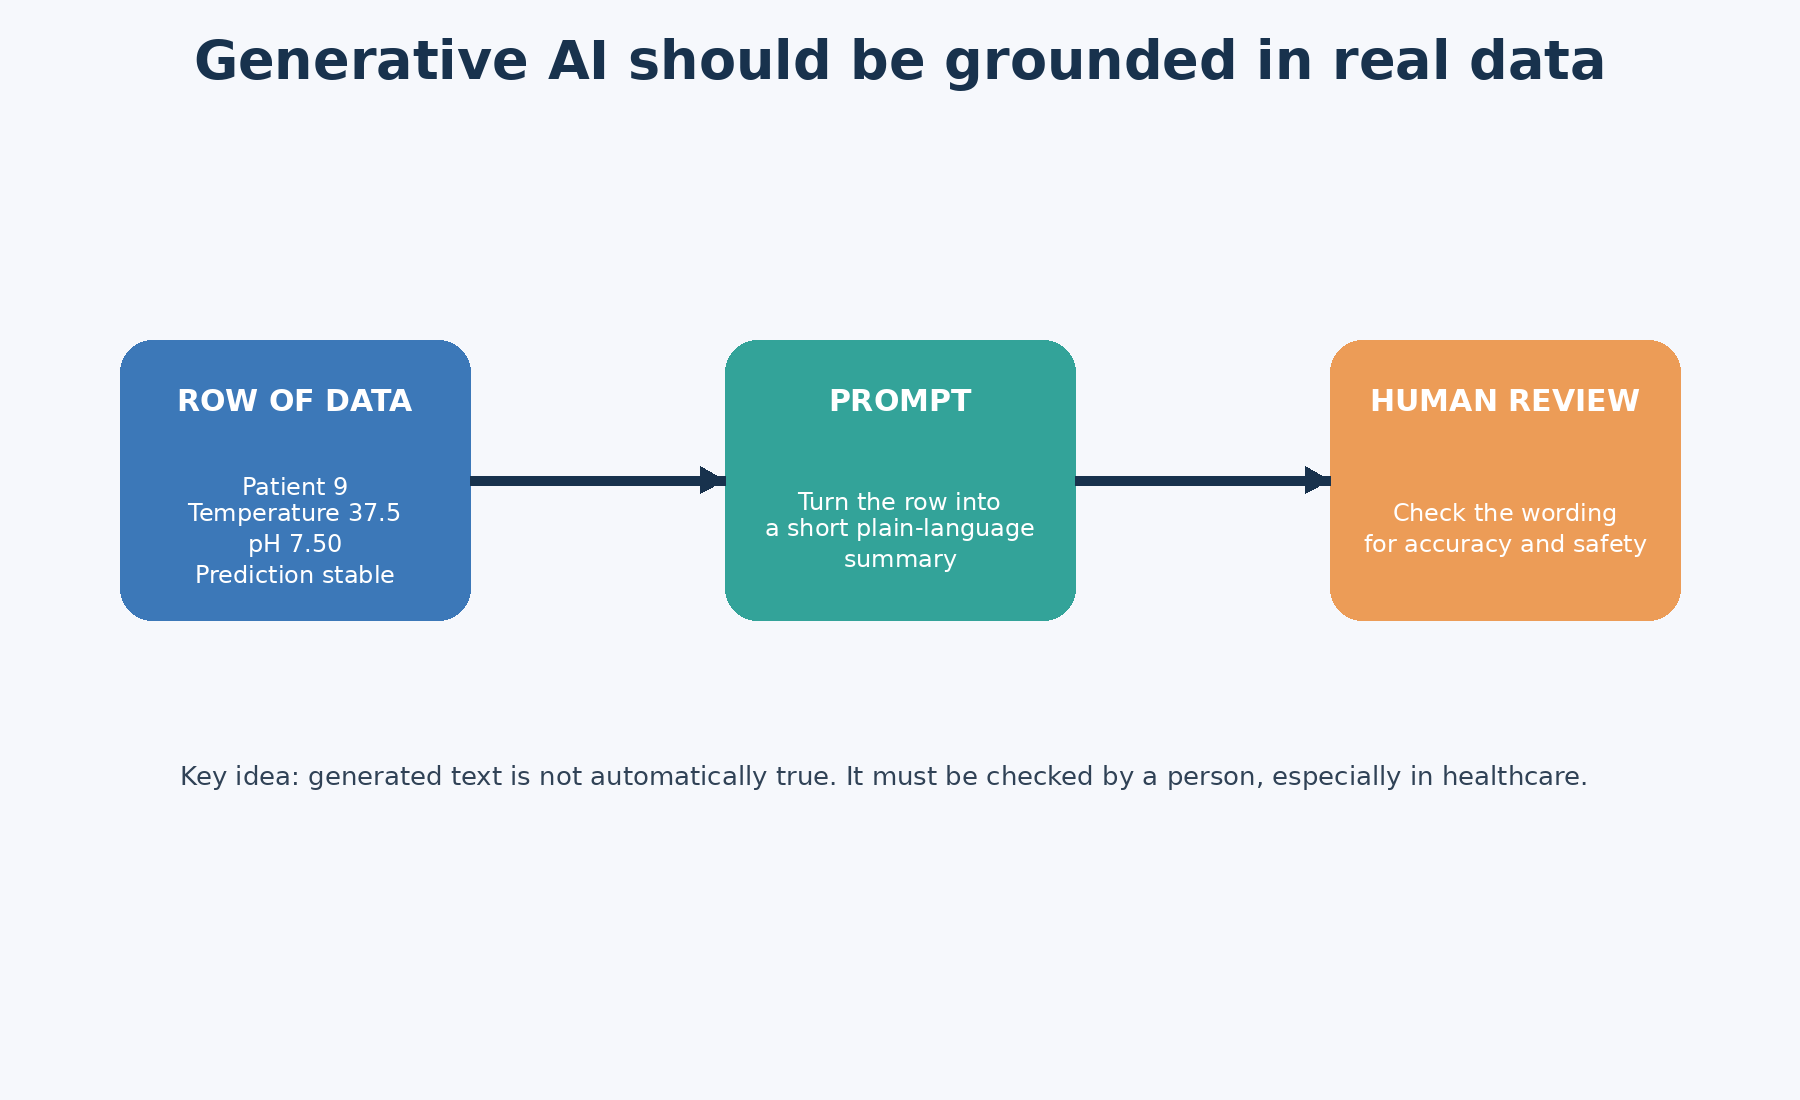 Generative AI should be grounded in real data
ROW OF DATA
Patient 9
Temperature 37.5
pH 7.50
Prediction stable
PROMPT
Turn the row into
a short plain-language
summary
HUMAN REVIEW
Check the wording
for accuracy and safety
Key idea: generated text is not automatically true. It must be checked by a person, especially in healthcare.